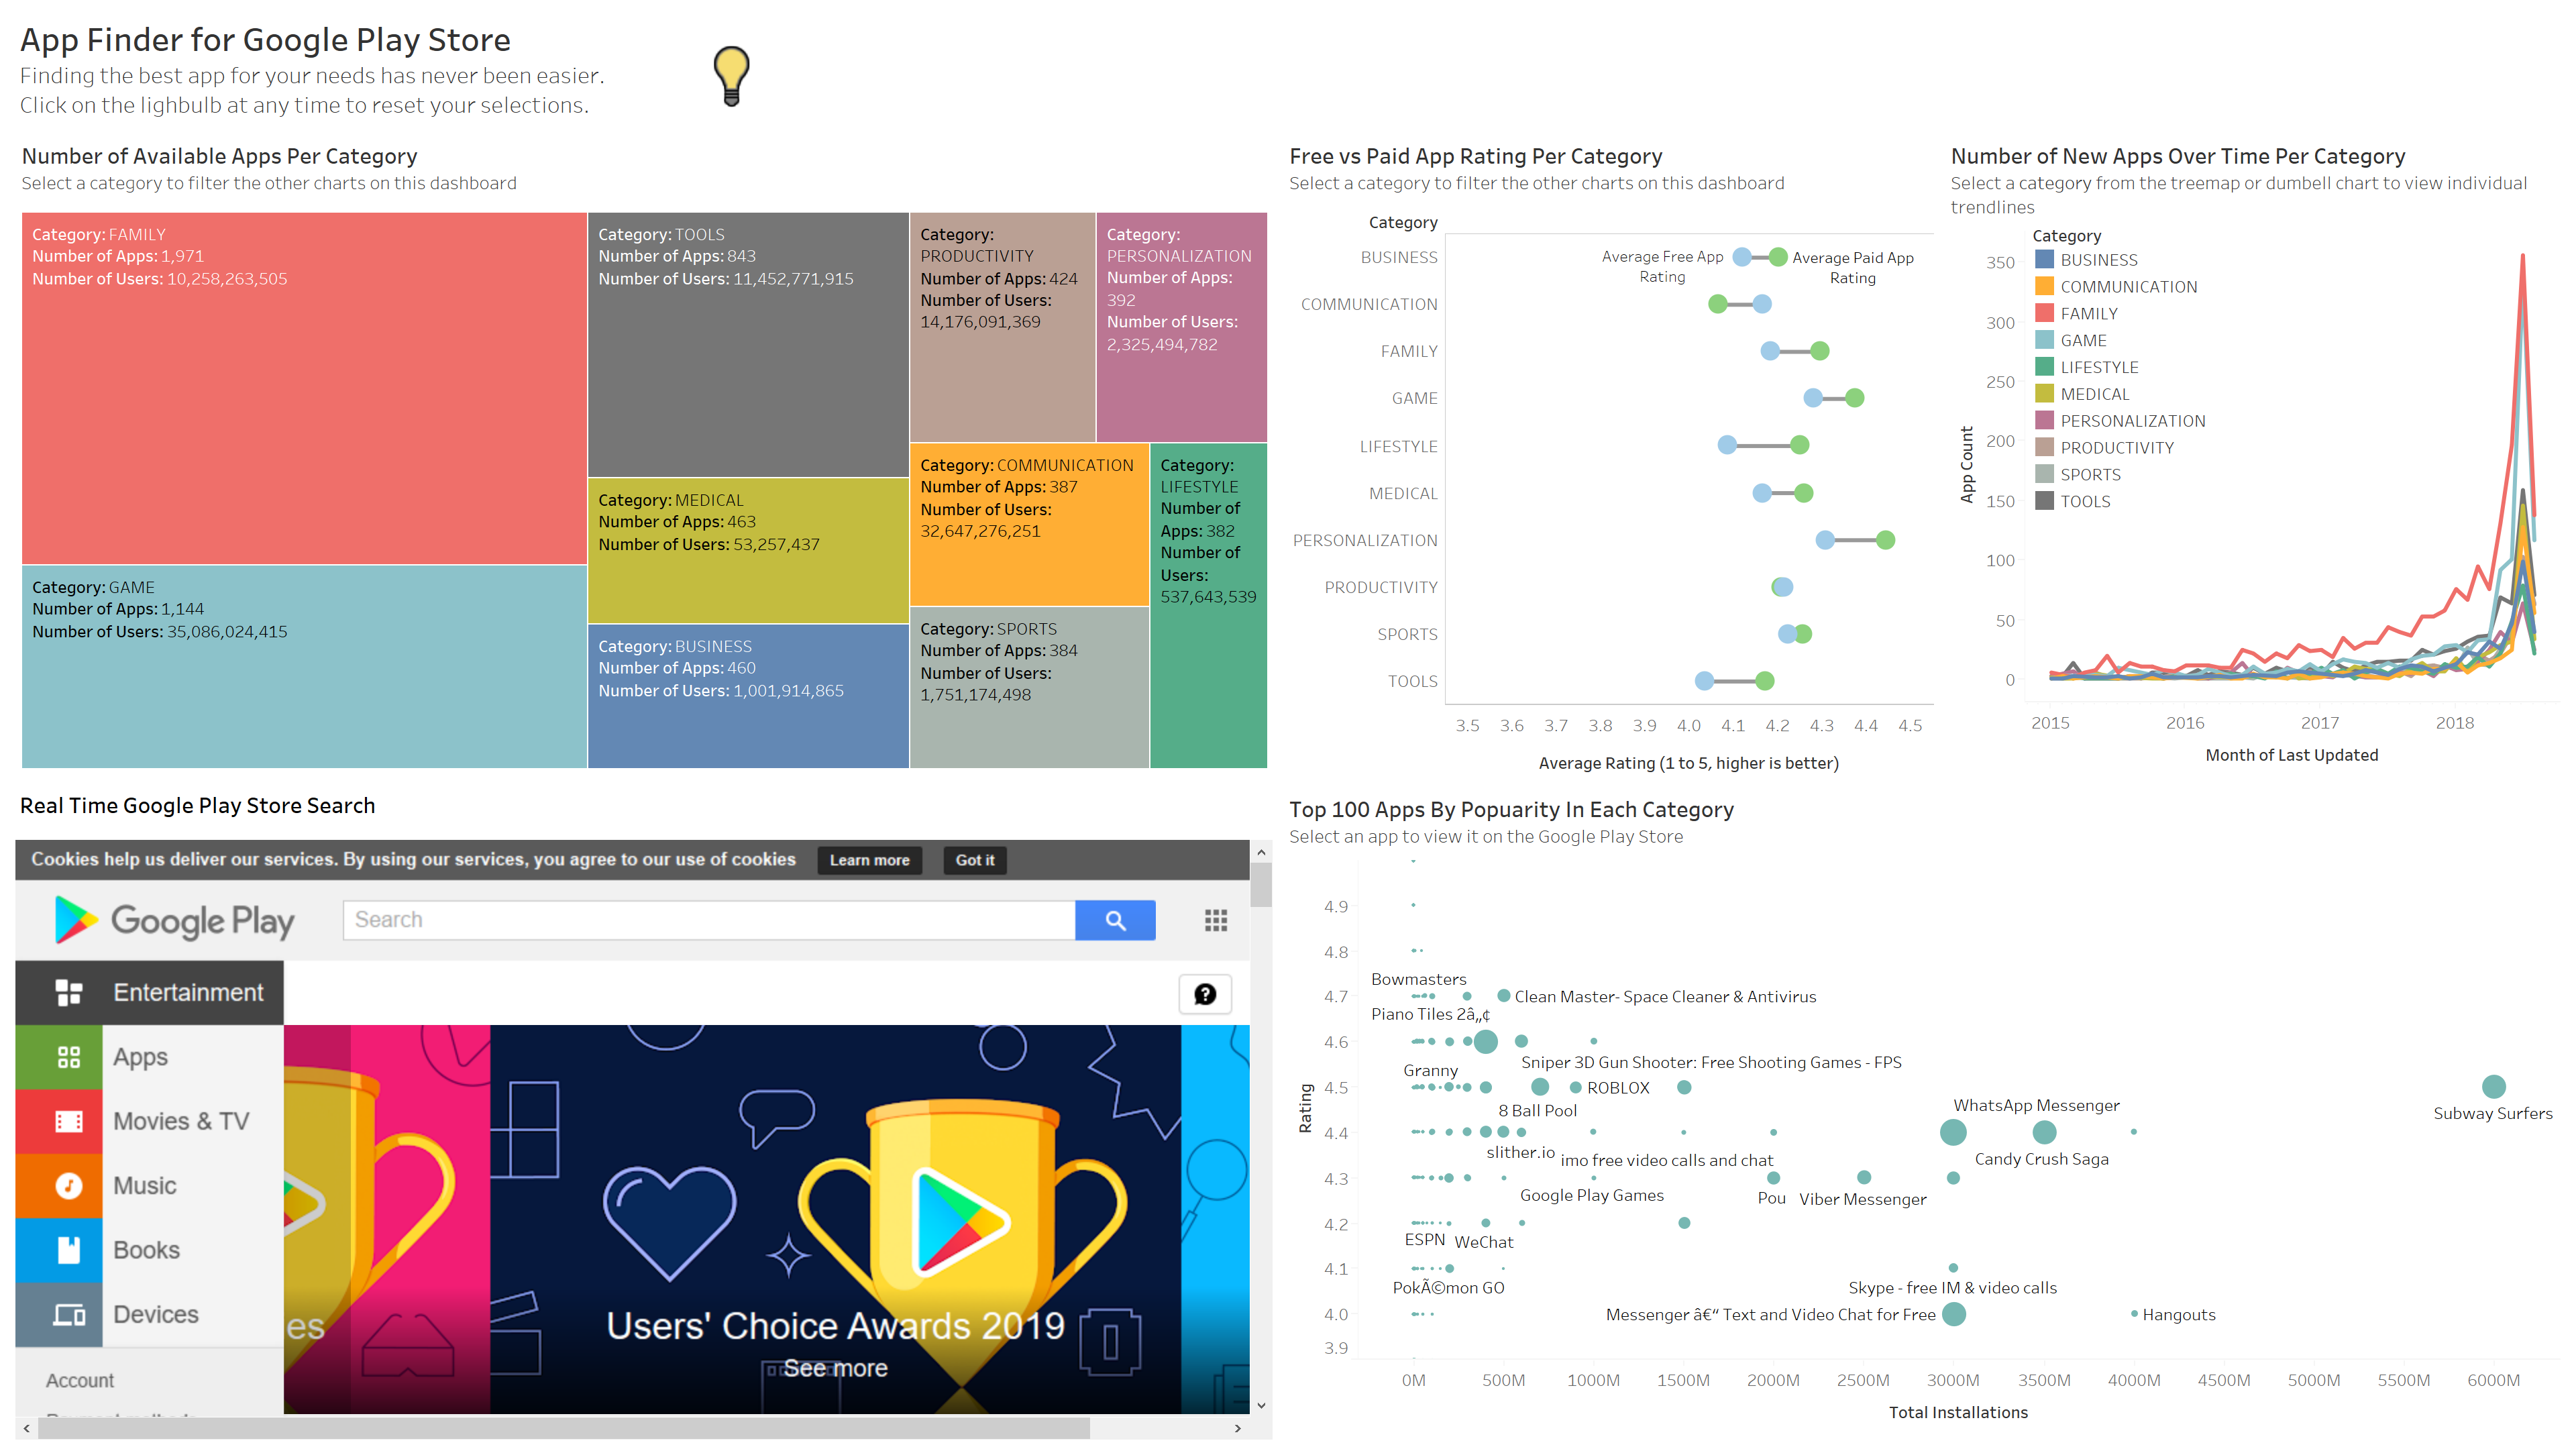 App Finder for Google Play Store
Finding the best app for your needs has never been easier.
Click on the lighbulb at any time to reset your selections.
Number of Available Apps Per Category
Select a category to filter the other charts on this dashboard
Category: FAMILY
Number of Apps: 1,971
Number of Users: 10,258,263,505
Category: GAME
Number of Apps: 1,144
Number of Users: 35,086,024,415
Category: TOOLS
Number of Apps: 843
Number of Users: 11,452,771,915
Category: MEDICAL
Number of Apps: 463
Number of Users: 53,257,437
Category: BUSINESS
Number of Apps: 460
Number of Users: 1,001,914,865
Category:
PRODUCTIVITY
Number of Apps: 424
Number of Users:
14,176,091,369
Category:
PERSONALIZATION
Number of Apps:
392
Number of Users:
2,325,494,782
Category: COMMUNICATION
Number of Apps: 387
Number of Users:
32,647,276,251
Category: SPORTS
Number of Apps: 384
Number of Users:
1,751,174,498
Category:
LIFESTYLE
Number of
Apps: 382
Number of
Users:
537,643,539
Free vs Paid App Rating Per Category
Select a category to filter the other charts on this dashboard
Category
BUSINESS
Average Free App
Rating
Average Paid App
Rating
COMMUNICATION
FAMILY
GAME
LIFESTYLE
MEDICAL
PERSONALIZATION
PRODUCTIVITY
SPORTS
TOOLS
3.5 3.6 3.7 3.8 3.9 4.0 4.1 4.2 4.3 4.4 4.5
Average Rating (1 to 5, higher is better)
Number of New Apps Over Time Per Category
Select a category from the treemap or dumbell chart to view individual
trendlines
Category
BUSINESS
COMMUNICATION
FAMILY
GAME
LIFESTYLE
MEDICAL
PERSONALIZATION
PRODUCTIVITY
SPORTS
TOOLS
App Count
350
300
250
200
150
100
50
0
2015 2016 2017 2018
Month of Last Updated
Real Time Google Play Store Search
Cookies help us deliver our services. By using our services, you agree to our use of cookies
Learn more
Got it
Google Play
Search
Entertainment
Apps
Movies & TV
Music
Books
Devices
Account
es
Users' Choice Awards 2019
See more
Top 100 Apps By Popuarity In Each Category
Select an app to view it on the Google Play Store
Rating
4.9
4.8
4.7
4.6
4.5
4.4
4.3
4.2
4.1
4.0
3.9
Bowmasters
Clean Master- Space Cleaner & Antivirus
Piano Tiles 2â„¢
Sniper 3D Gun Shooter: Free Shooting Games - FPS
Granny
ROBLOX
8 Ball Pool
WhatsApp Messenger
Subway Surfers
slither.io
imo free video calls and chat
Candy Crush Saga
Google Play Games
Pou
Viber Messenger
ESPN
WeChat
PokÃ©mon GO
Skype - free IM & video calls
Messenger â€“ Text and Video Chat for Free
Hangouts
0M 500M 1000M 1500M 2000M 2500M 3000M 3500M 4000M 4500M 5000M 5500M 6000M
Total Installations